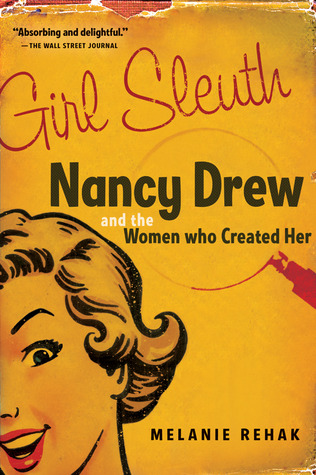 “Absorbing and delightful.”
—THE WALL STREET JOURNAL
Girl Sleuth
Nancy Drew
and the
Women who Created Her
MELANIE REHAK